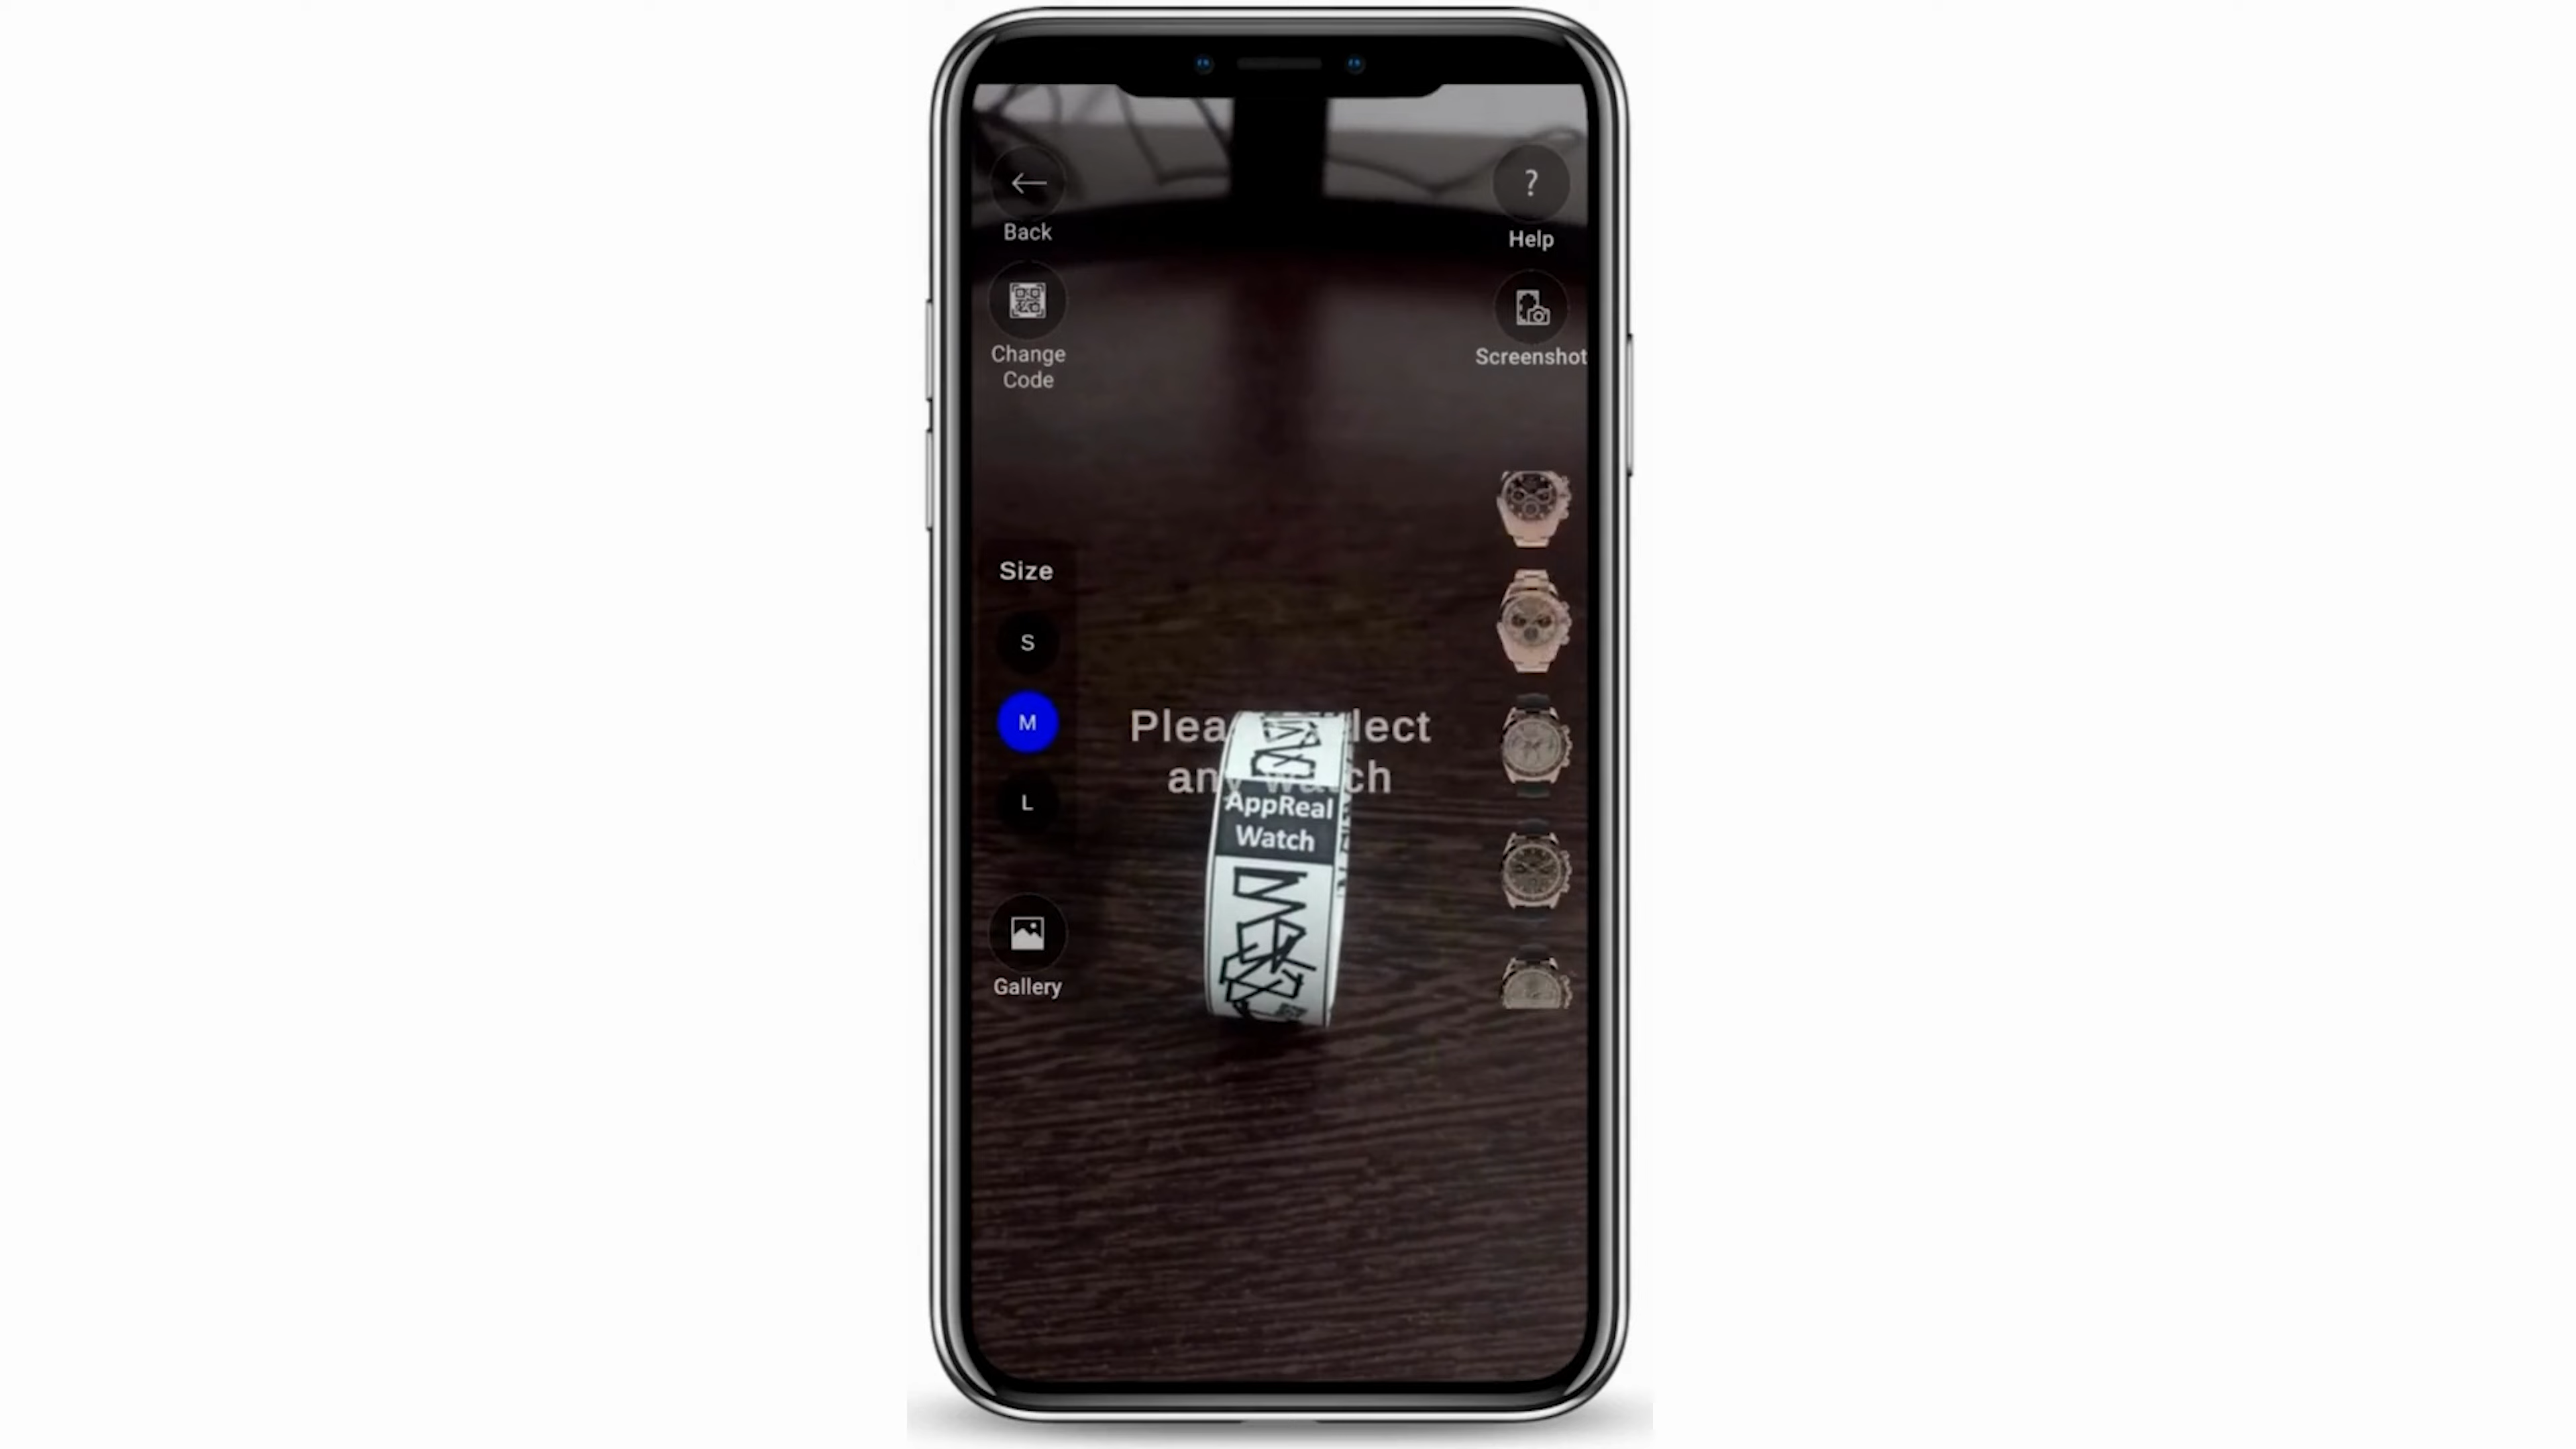 Back
?
Help
Change
Code
Screenshot
Size
S
M
L
Please select
any watch
AppReal
Watch
Gallery